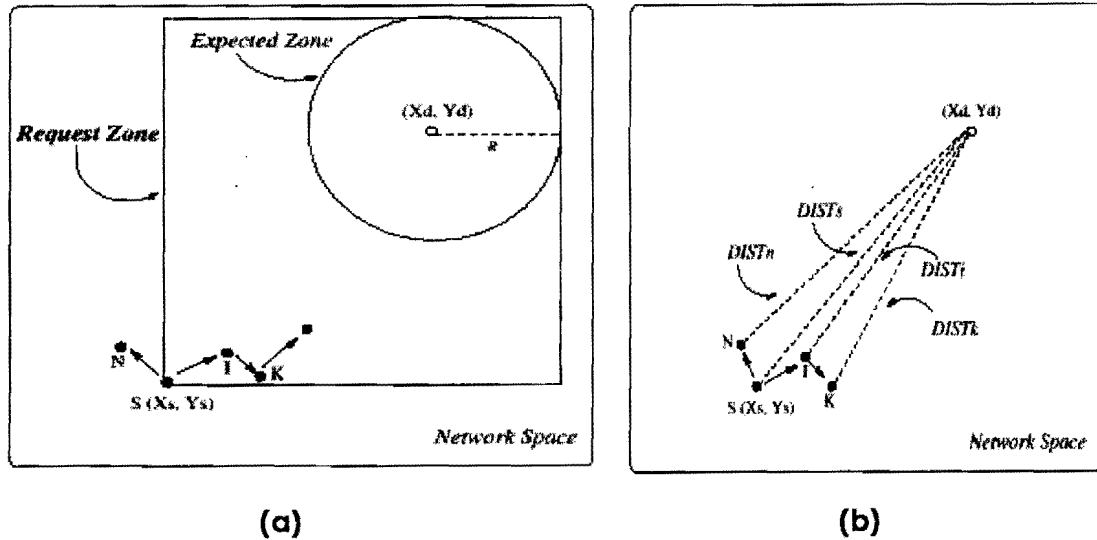 Expected Zone
(Xd, Yd)
R
Request Zone
N
I
K
S (Xs, Ys)
Network Space
(a)
(Xd, Yd)
DISTs
DISTn
DISTi
DISTk
N
I
K
S (Xs, Ys)
Network Space
(b)